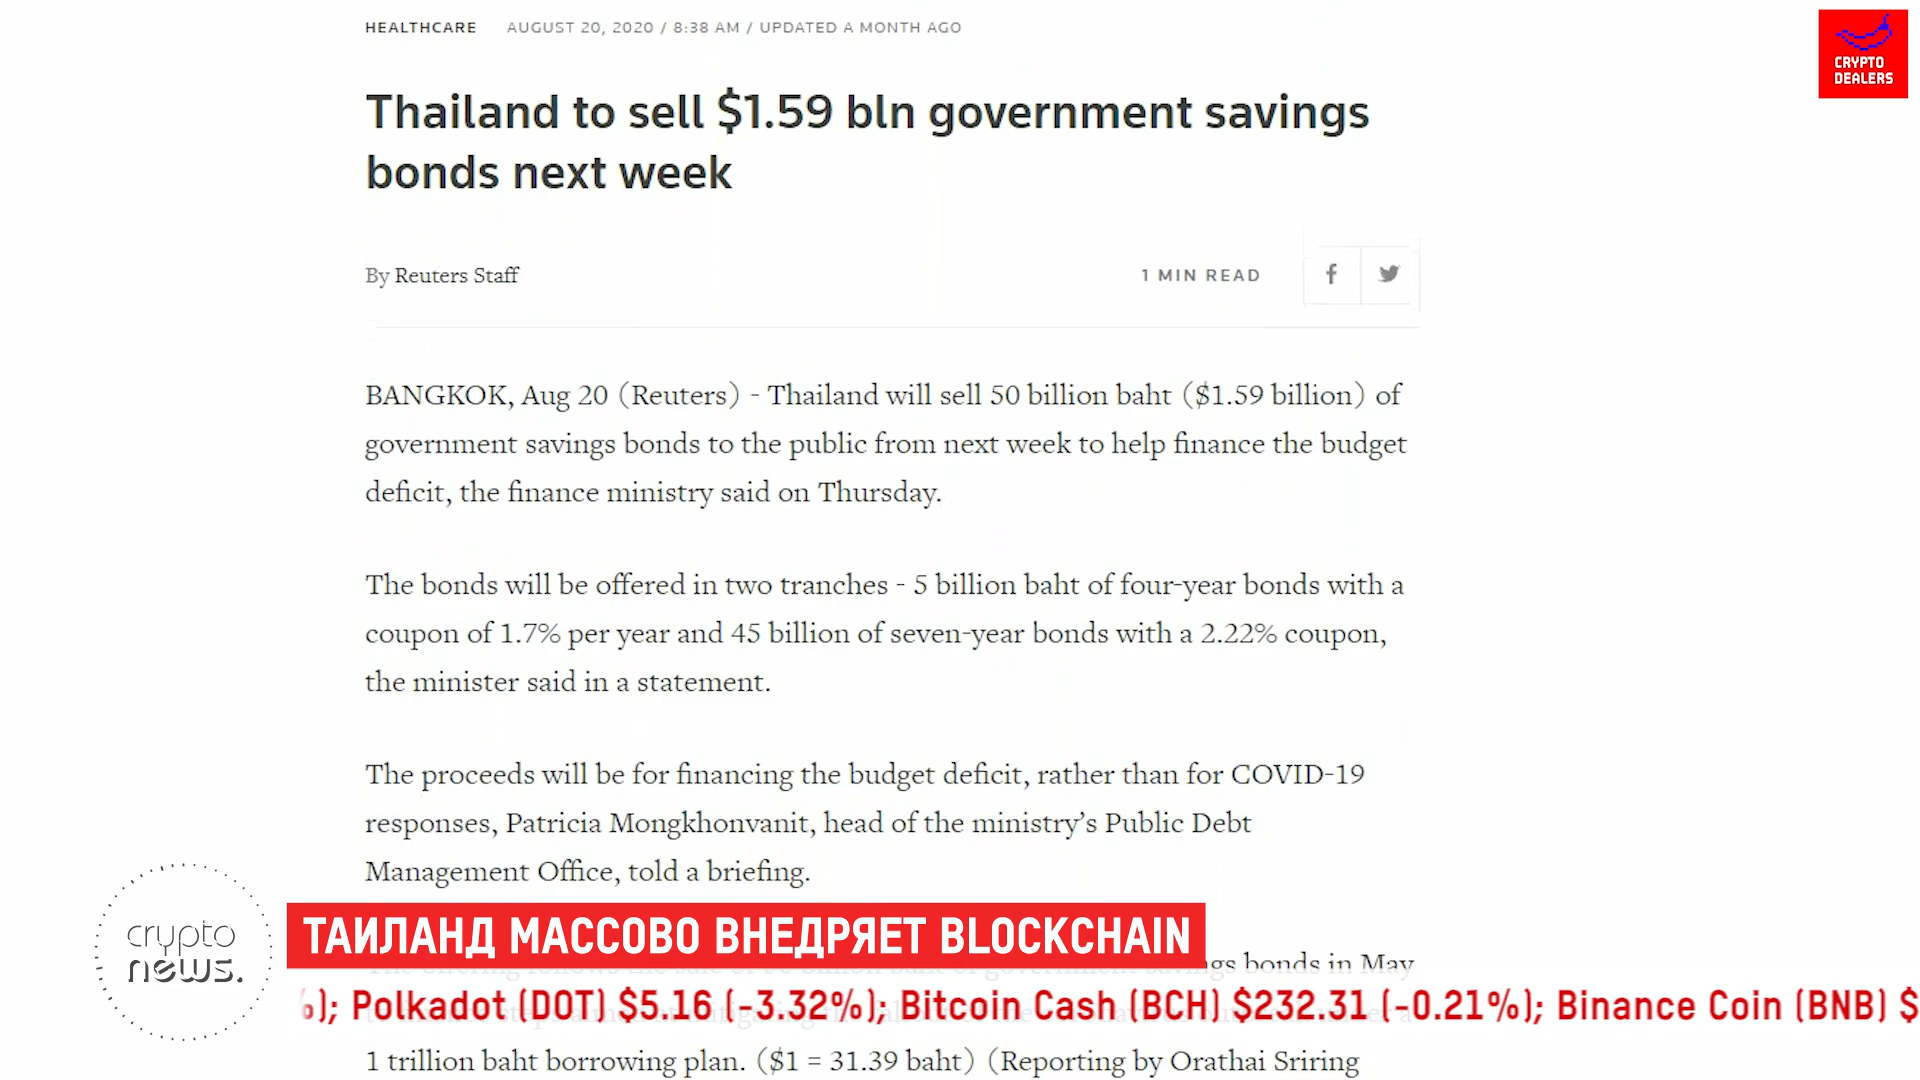 HEALTHCARE AUGUST 20, 2020 / 8:38 AM / UPDATED A MONTH AGO
CRYPTO
DEALERS
Thailand to sell $1.59 bln government savings
bonds next week
By Reuters Staff
1 MIN READ
BANGKOK, Aug 20 (Reuters) - Thailand will sell 50 billion baht ($1.59 billion) of
government savings bonds to the public from next week to help finance the budget
deficit, the finance ministry said on Thursday.
The bonds will be offered in two tranches - 5 billion baht of four-year bonds with a
coupon of 1.7% per year and 45 billion of seven-year bonds with a 2.22% coupon,
the minister said in a statement.
The proceeds will be for financing the budget deficit, rather than for COVID-19
responses, Patricia Mongkhonvanit, head of the ministry's Public Debt
Management Office, told a briefing.
crypto
news.
ТАИЛАНД МАССОВО ВНЕДРЯЕТ BLOCKCHAIN
bonds in May
%); Polkadot (DOT) $5.16 (-3.32%); Bitcoin Cash (BCH) $232.31 (-0.21%); Binance Coin (BNB) $
1 trillion baht borrowing plan. ($1 = 31.39 baht) (Reporting by Orathai Sriring